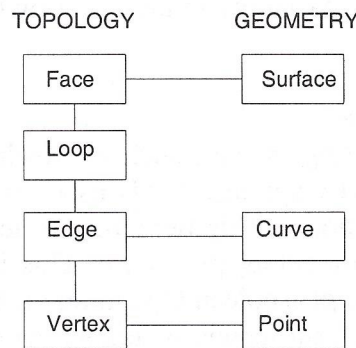 TOPOLOGY GEOMETRY
Face Surface
Loop
Edge Curve
Vertex Point